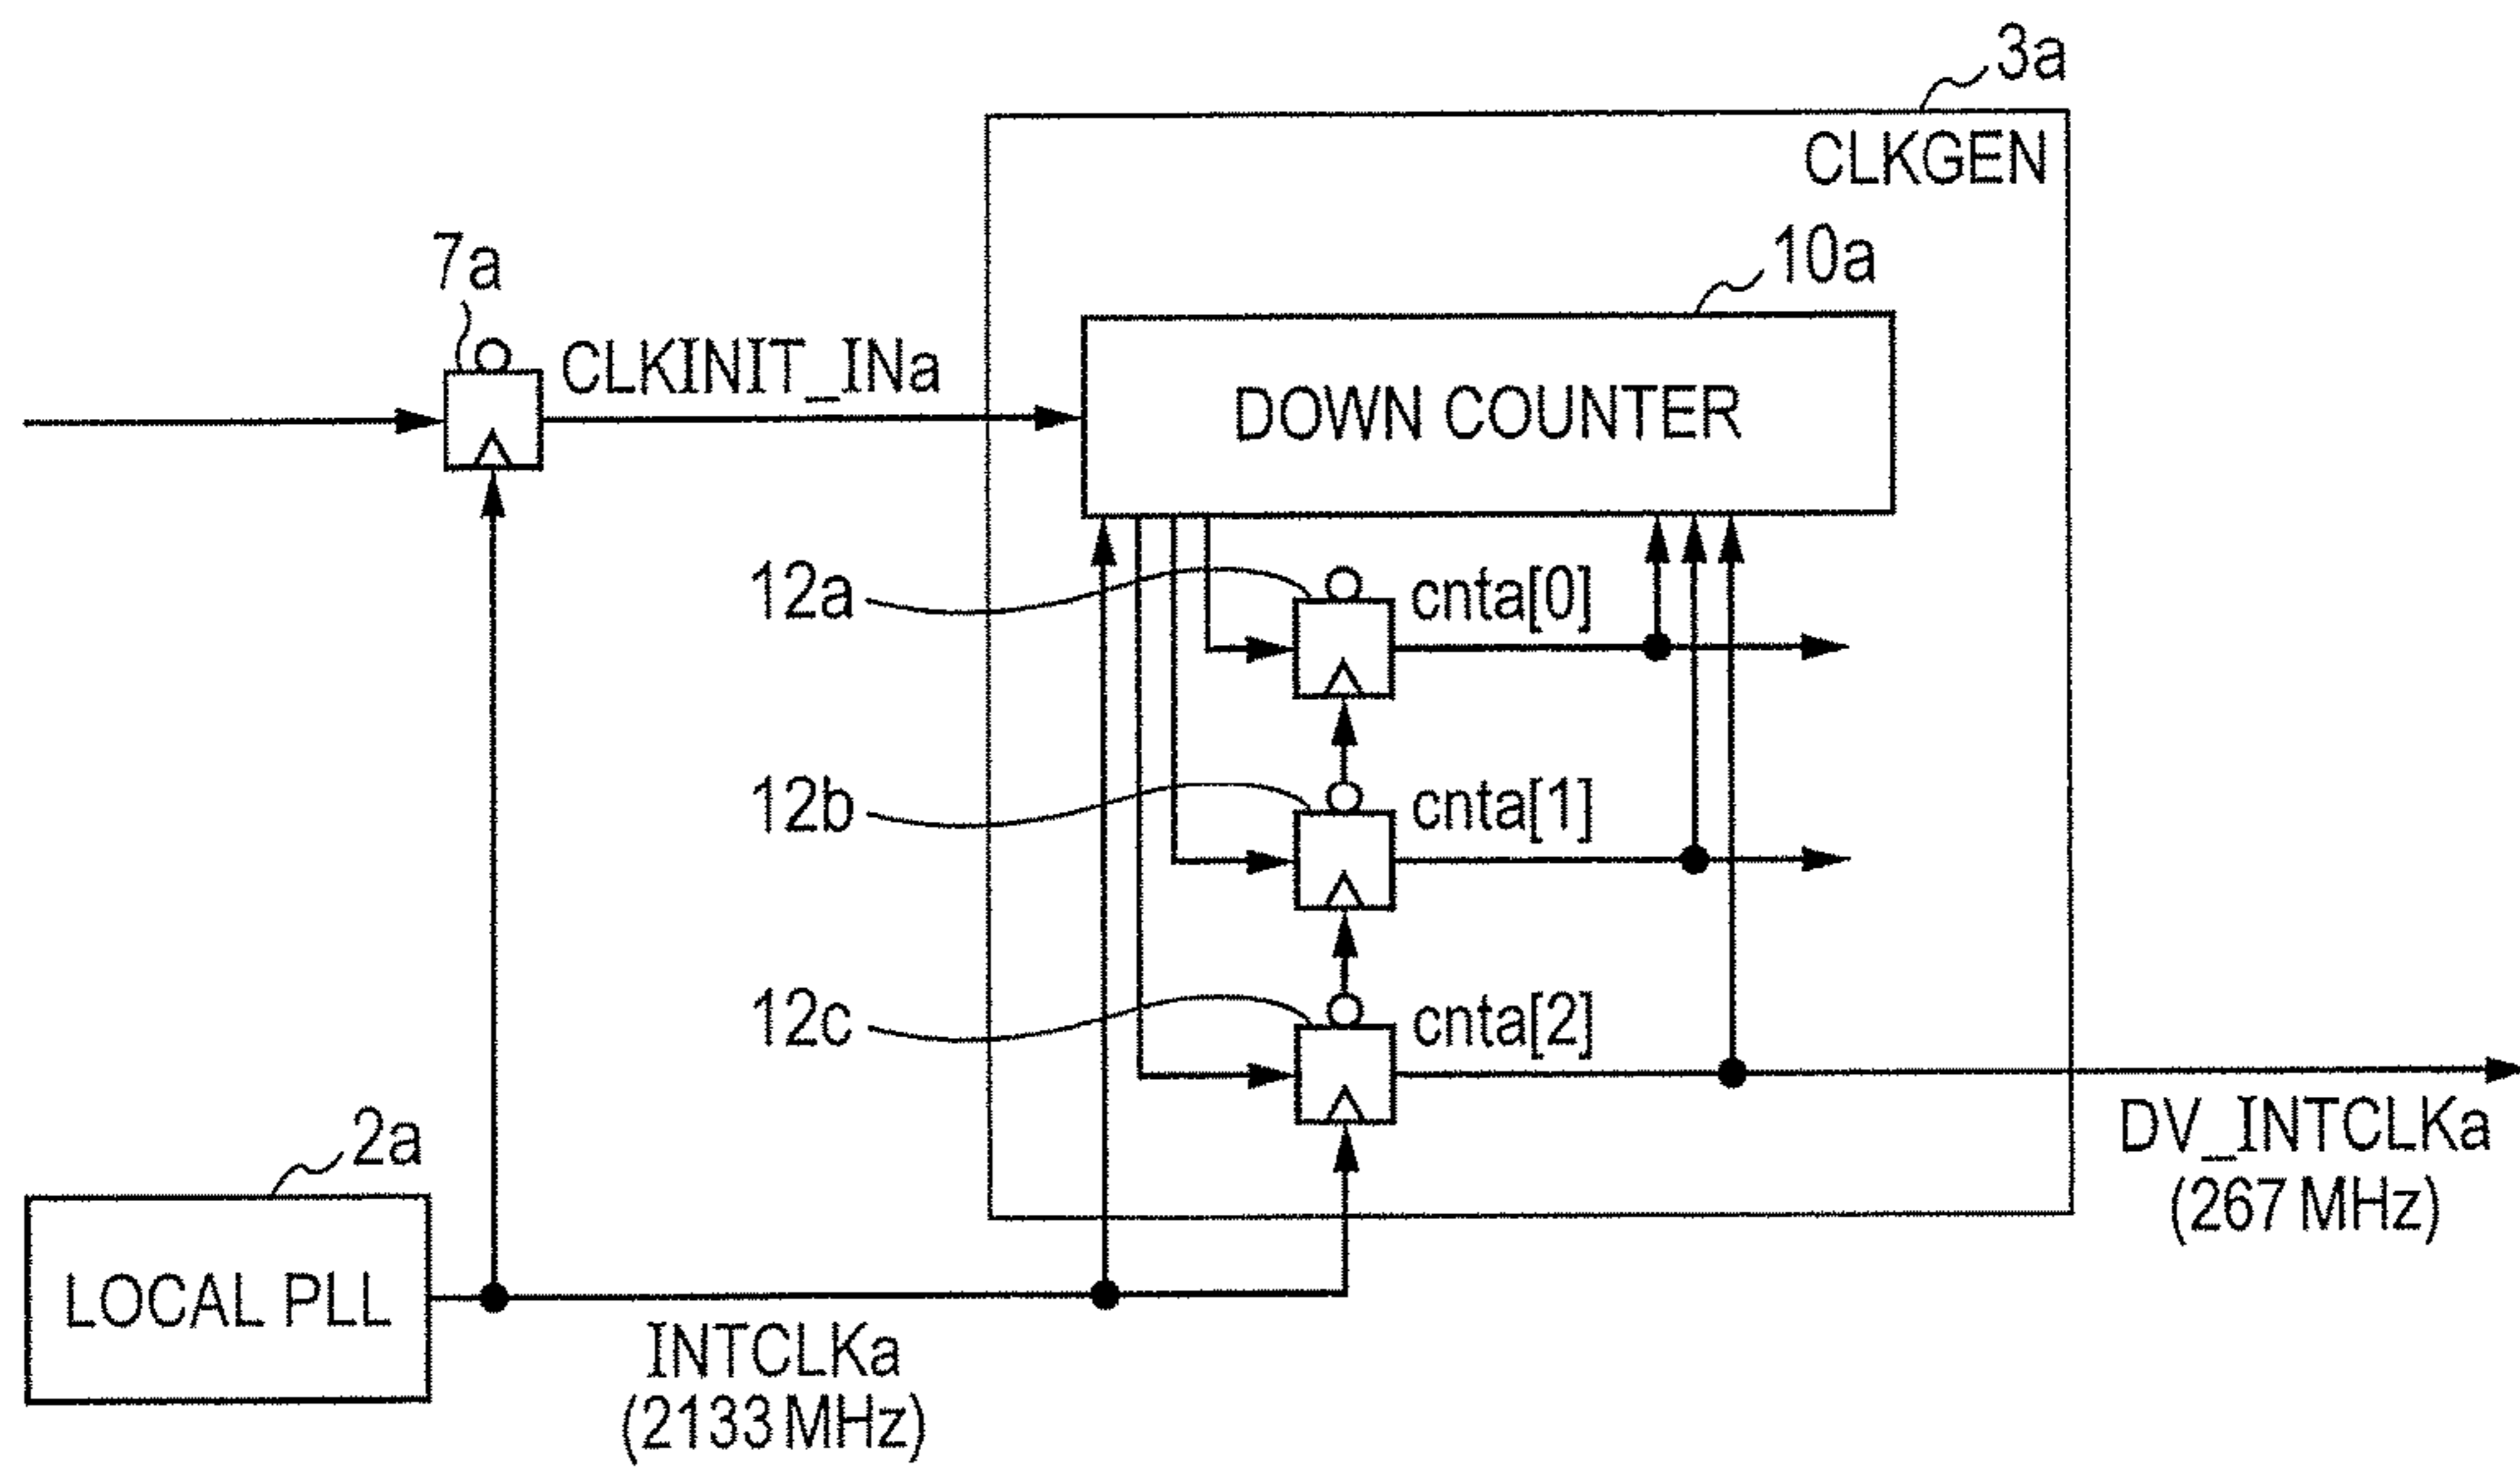 3a
CLKGEN
10a
7a
CLKINIT_INa
DOWN COUNTER
12a
cnta[0]
12b
cnta[1]
12c
cnta[2]
2a
DV_INTCLKa
(267 MHz)
LOCAL PLL
INTCLKa
(2133 MHz)